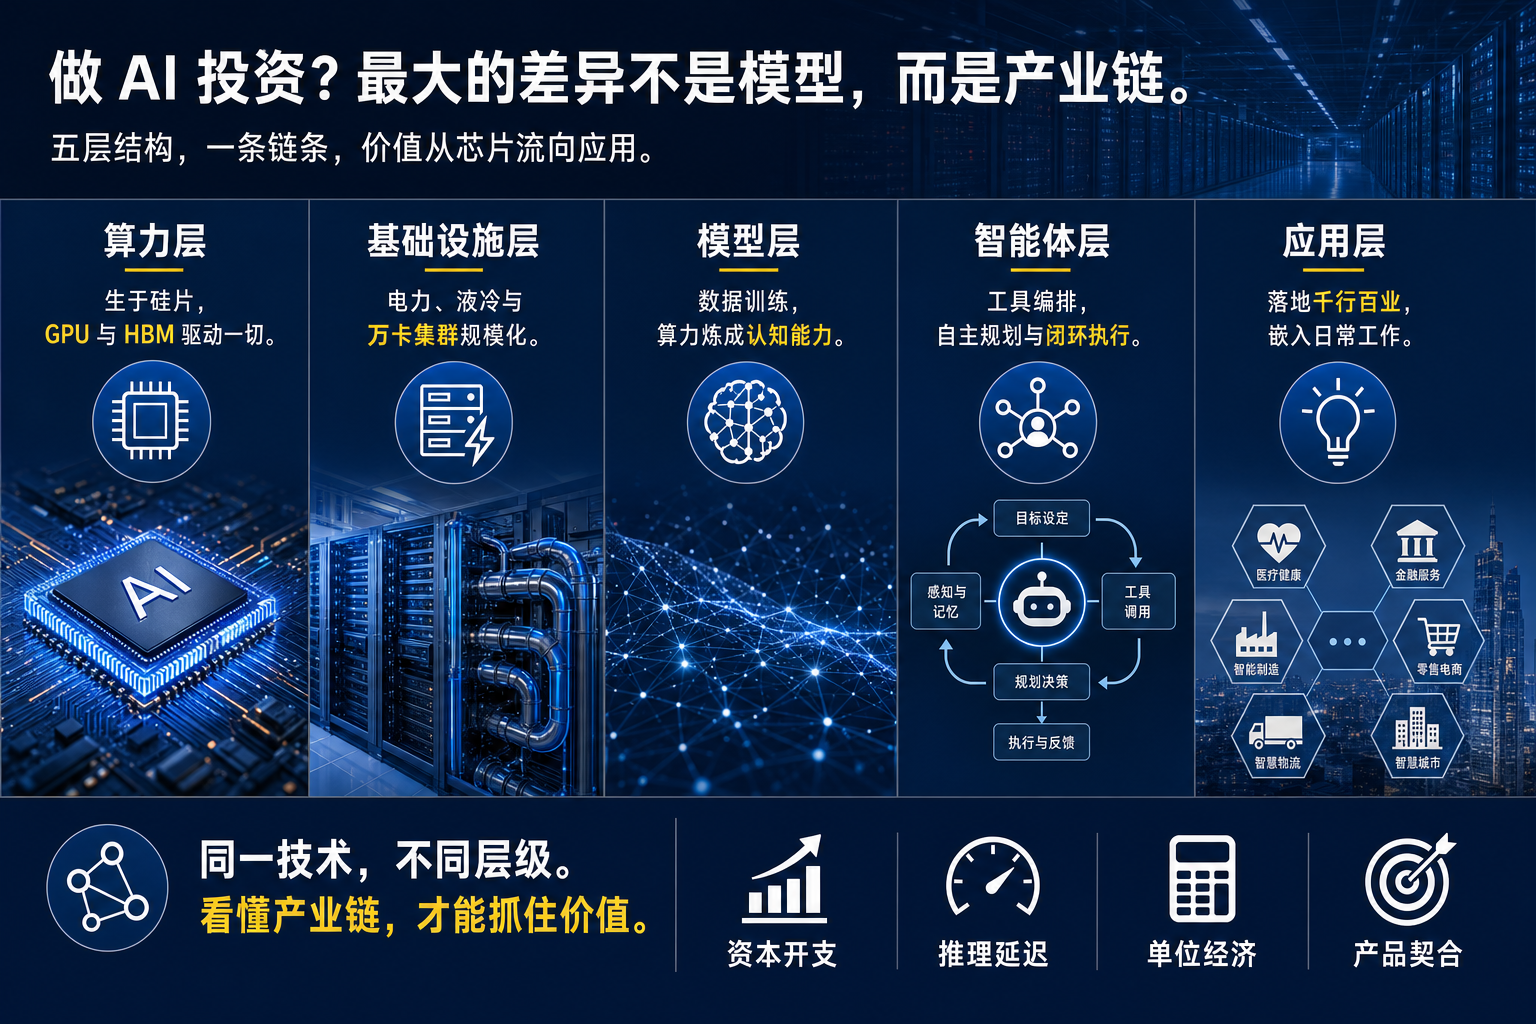 做 AI 投资？最大的差异不是模型，而是产业链。
五层结构，一条链条，价值从芯片流向应用。
算力层
生于硅片，
GPU 与 HBM 驱动一切。
AI
基础设施层
电力、液冷与
万卡集群规模化。
模型层
数据训练，
算力炼成认知能力。
智能体层
工具编排，
自主规划与闭环执行。
目标设定
感知与
记忆
工具
调用
规划决策
执行与反馈
应用层
落地千行百业，
嵌入日常工作。
医疗健康
金融服务
智能制造
零售电商
智慧物流
智慧城市
同一技术，不同层级。
看懂产业链，才能抓住价值。
资本开支
推理延迟
单位经济
产品契合